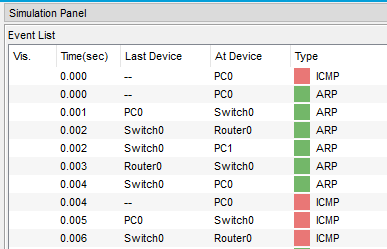 Simulation Panel
Event List
Vis. Time(sec) Last Device At Device Type
0.000 -- PC0 ICMP
0.000 -- PC0 ARP
0.001 PC0 Switch0 ARP
0.002 Switch0 Router0 ARP
0.002 Switch0 PC1 ARP
0.003 Router0 Switch0 ARP
0.004 Switch0 PC0 ARP
0.004 -- PC0 ICMP
0.005 PC0 Switch0 ICMP
0.006 Switch0 Router0 ICMP